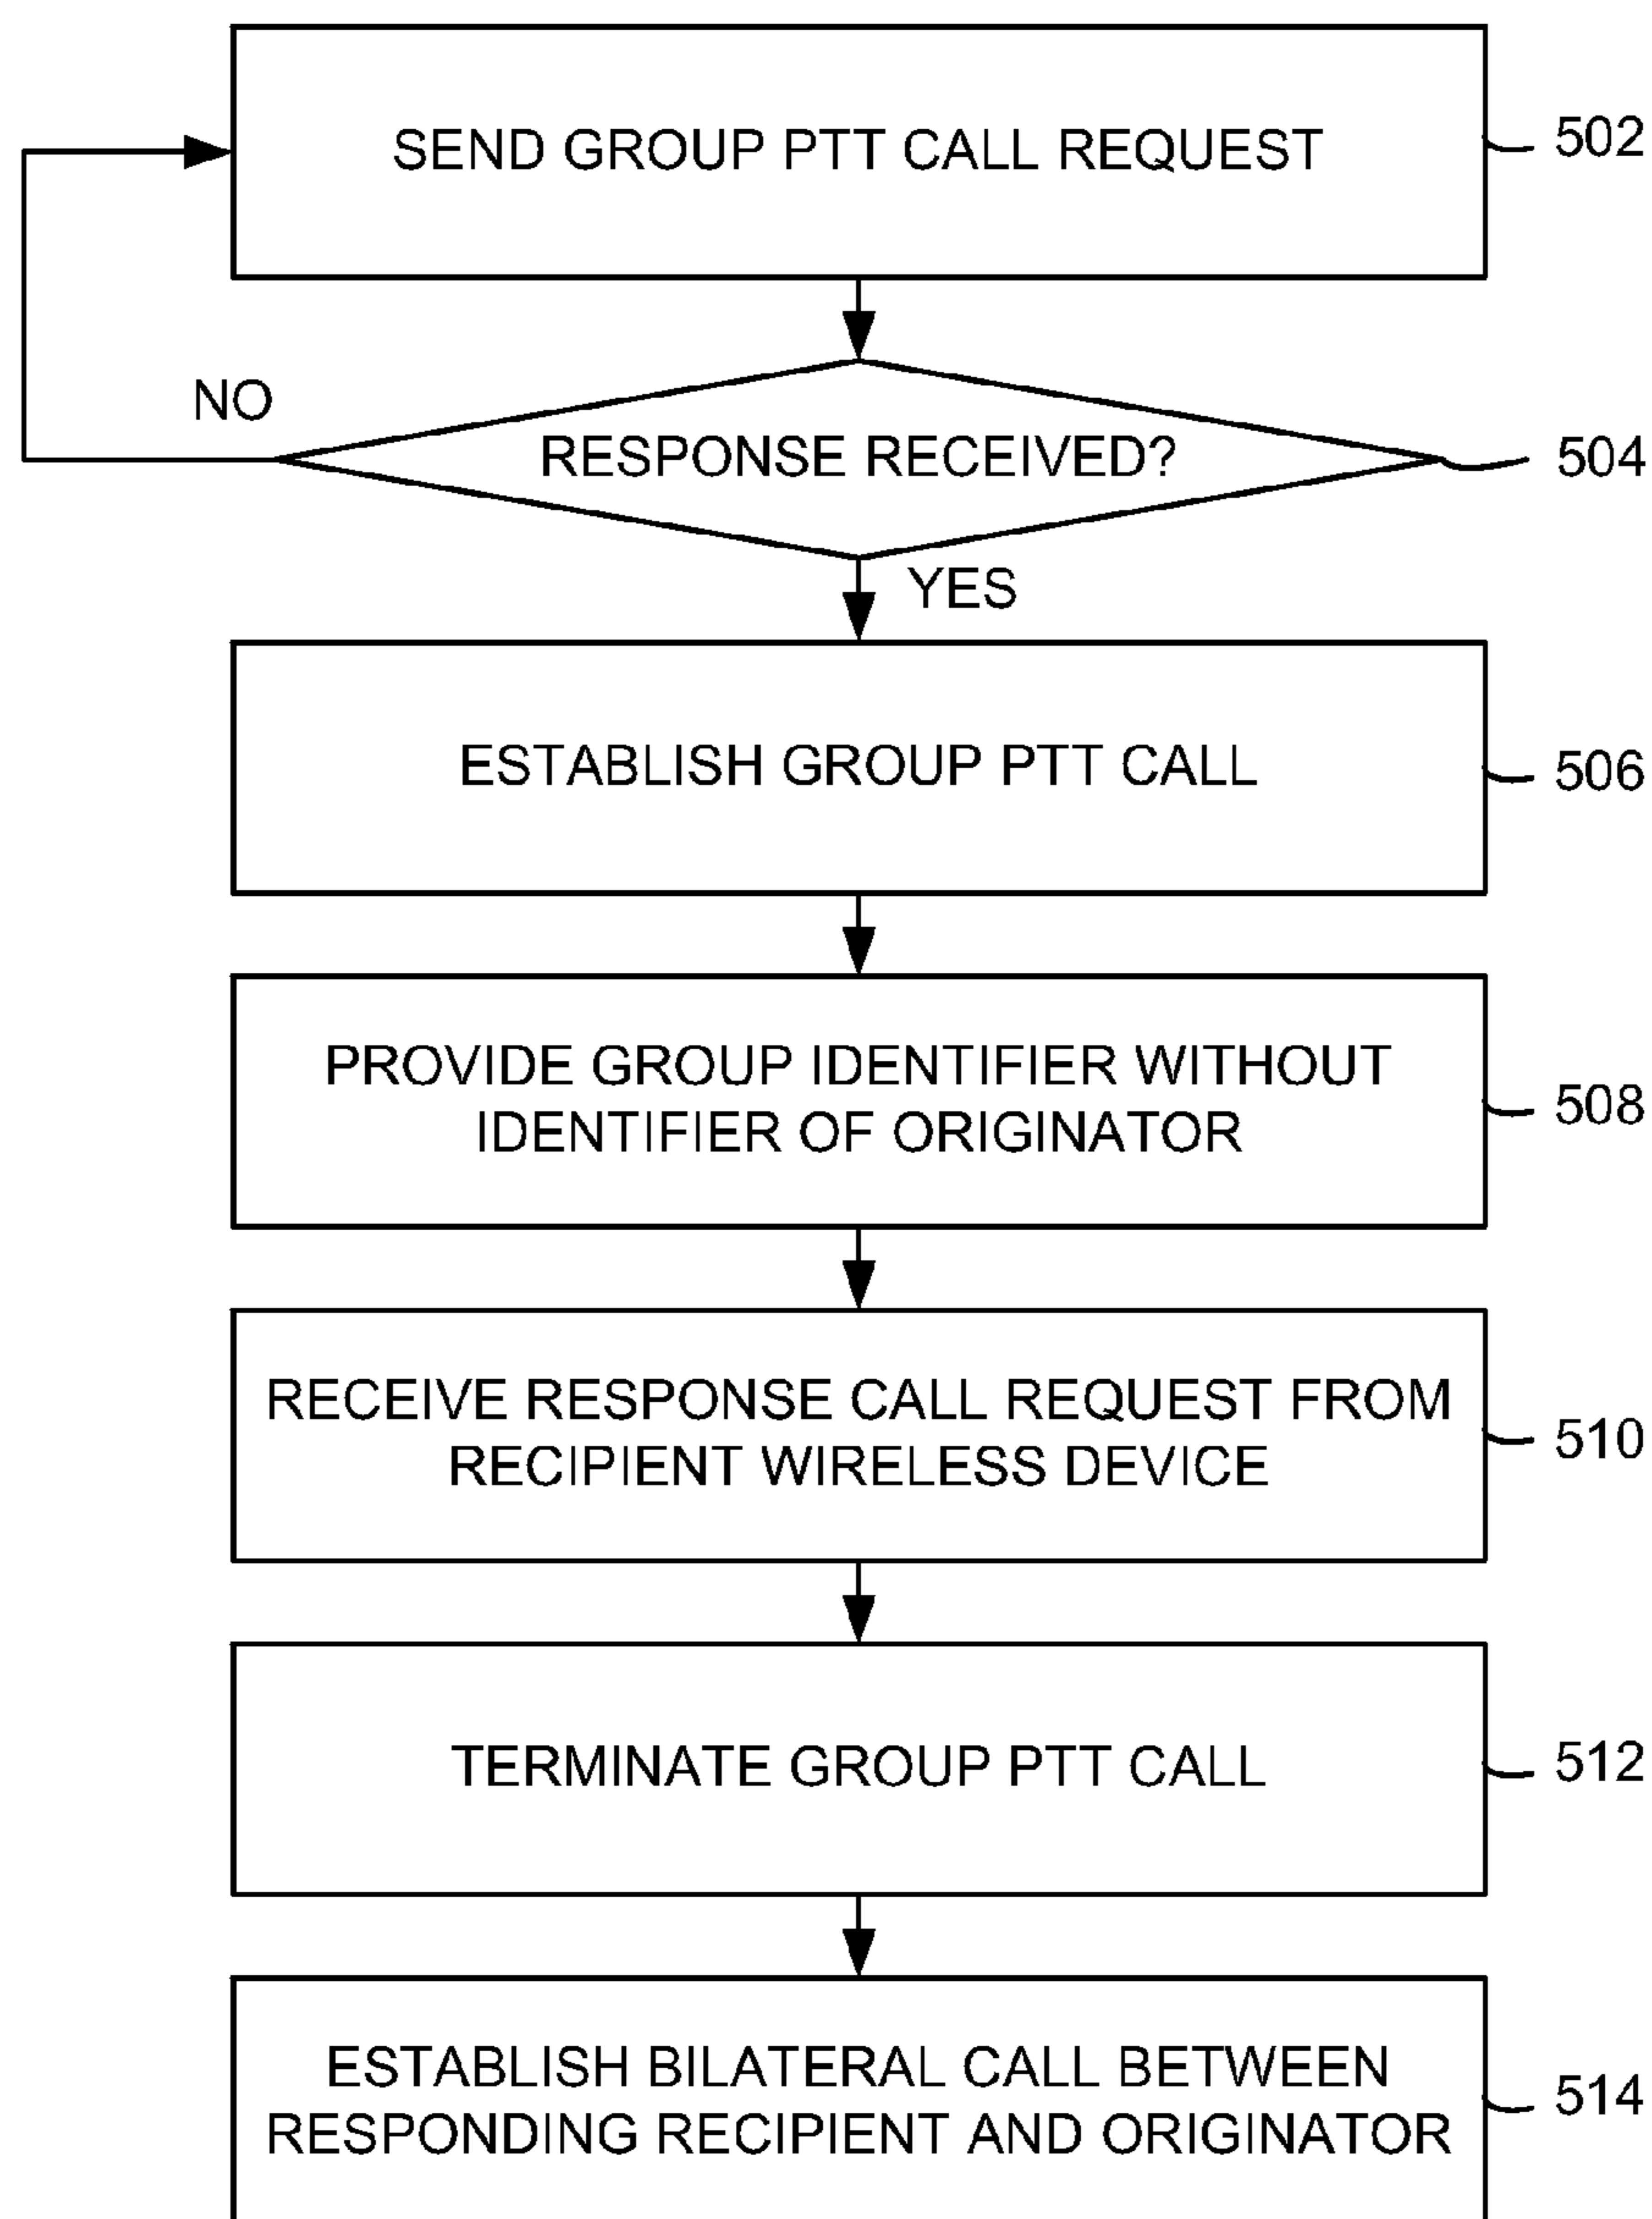 SEND GROUP PTT CALL REQUEST
502
NO
RESPONSE RECEIVED?
504
YES
ESTABLISH GROUP PTT CALL
506
PROVIDE GROUP IDENTIFIER WITHOUT
IDENTIFIER OF ORIGINATOR
508
RECEIVE RESPONSE CALL REQUEST FROM
RECIPIENT WIRELESS DEVICE
510
TERMINATE GROUP PTT CALL
512
ESTABLISH BILATERAL CALL BETWEEN
RESPONDING RECIPIENT AND ORIGINATOR
514